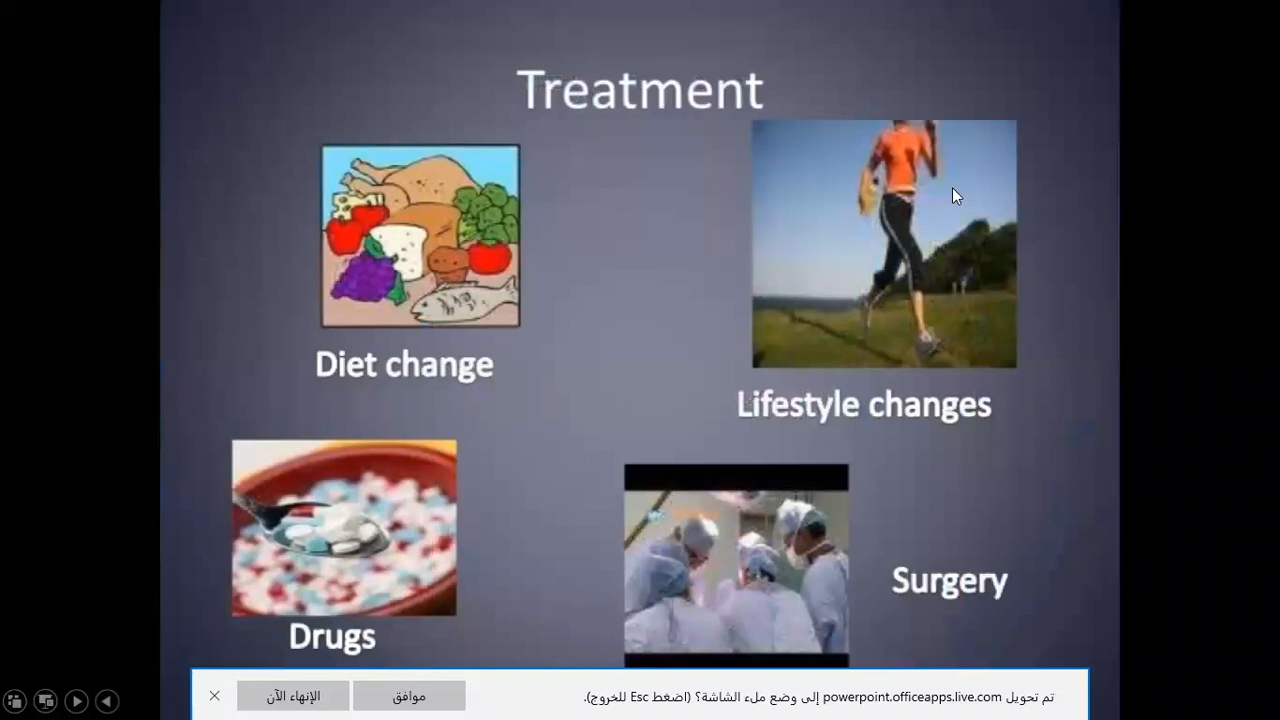 Treatment
Diet change
Lifestyle changes
Drugs
Surgery
تم تحويل powerpoint.officeapps.live.com إلى وضع ملء الشاشة؟ (اضغط Esc للخروج).
موافق
الإنهاء الآن